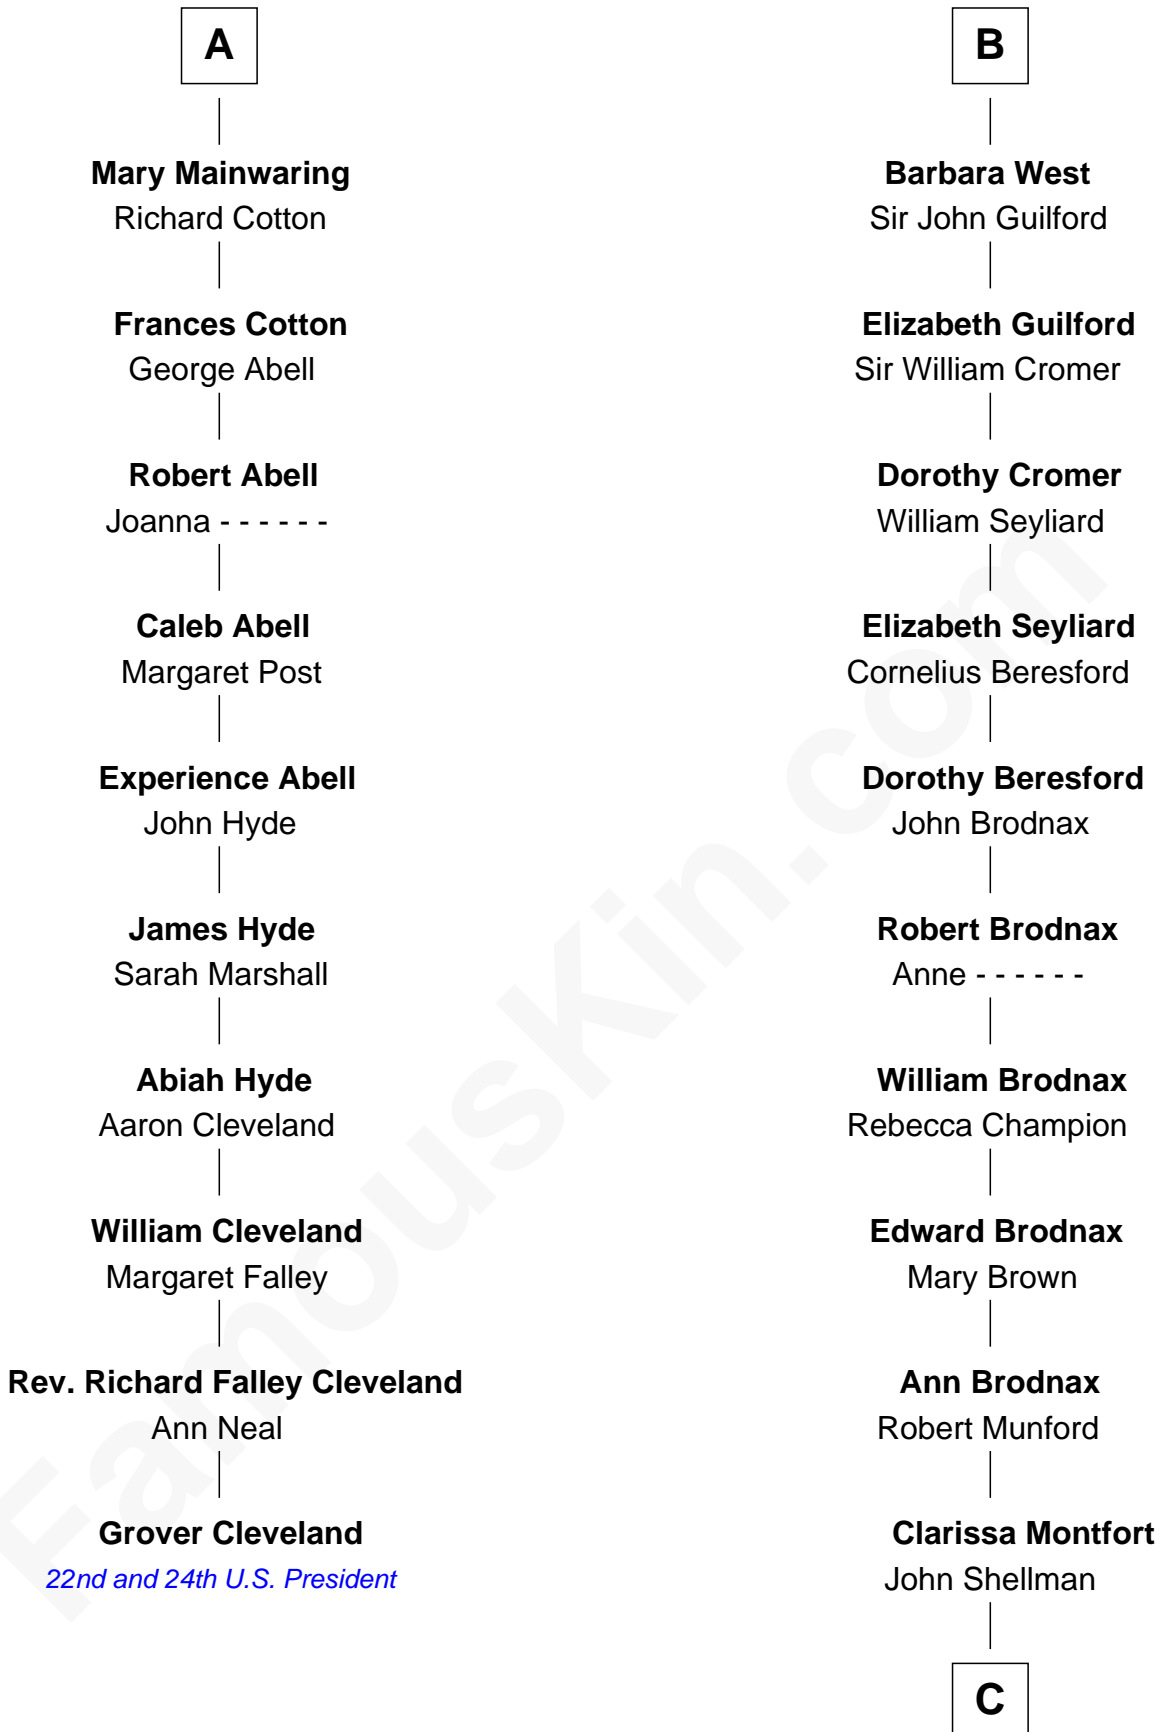 A
Mary Mainwaring
Richard Cotton
Frances Cotton
George Abell
Robert Abell
Joanna - - - - - -
Caleb Abell
Margaret Post
Experience Abell
John Hyde
James Hyde
Sarah Marshall
Abiah Hyde
Aaron Cleveland
William Cleveland
Margaret Falley
Rev. Richard Falley Cleveland
Ann Neal
Grover Cleveland
22nd and 24th U.S. President
B
Barbara West
Sir John Guilford
Elizabeth Guilford
Sir William Cromer
Dorothy Cromer
William Seyliard
Elizabeth Seyliard
Cornelius Beresford
Dorothy Beresford
John Brodnax
Robert Brodnax
Anne - - - - - -
William Brodnax
Rebecca Champion
Edward Brodnax
Mary Brown
Ann Brodnax
Robert Munford
Clarissa Montfort
John Shellman
C
FamousKin.com